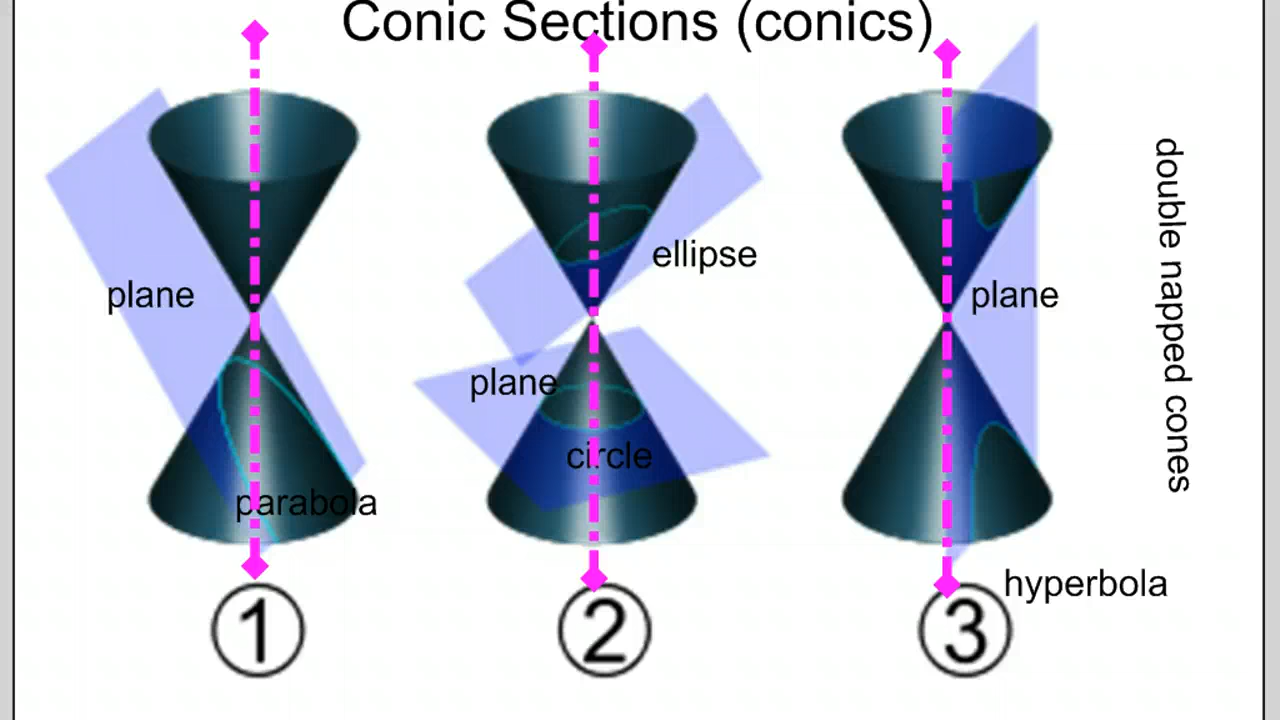 Conic Sections (conics)
plane
parabola
ellipse
plane
circle
plane
hyperbola
double napped cones
1
2
3